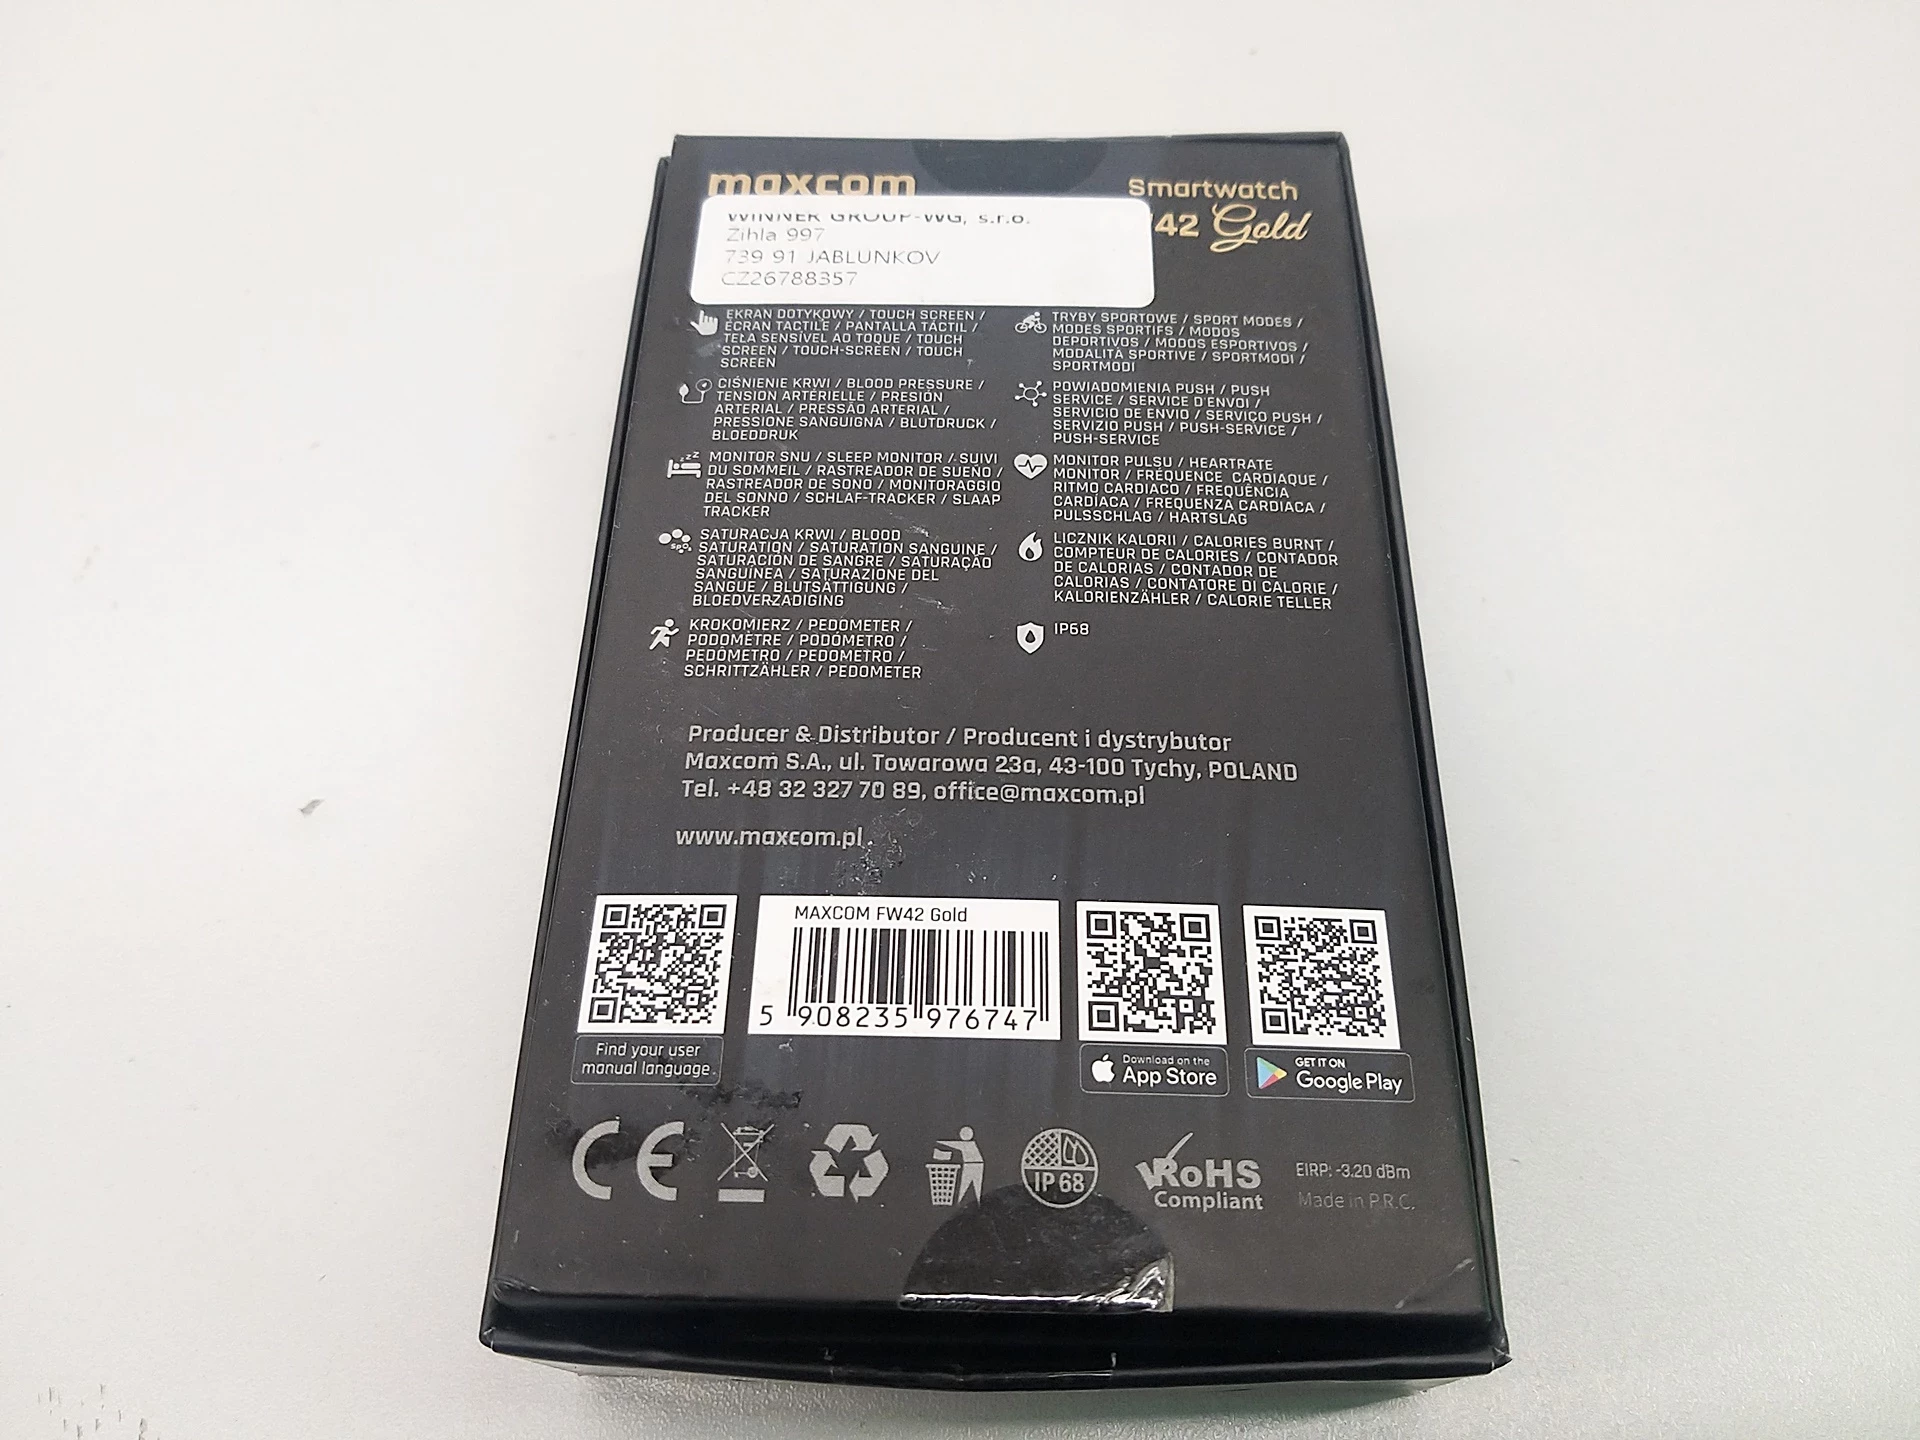 maxcom
Smartwatch
42 Gold
WINNER GROUP-WG, s.r.o.
Zihla 997
739 91 JABLUNKOV
CZ26788357
EKRAN DOTYKOWY / TOUCH SCREEN /
ÉCRAN TACTILE / PANTALLA TÁCTIL /
TELA SENSÍVEL AO TOQUE / TOUCH
SCREEN / TOUCH-SCREEN / TOUCH
SCREEN
CIŚNIENIE KRWI / BLOOD PRESSURE /
TENSION ARTÉRIELLE / PRESIÓN
ARTERIAL / PRESSÃO ARTERIAL /
PRESSIONE SANGUIGNA / BLUTDRUCK /
BLOEDDRUK
zzZ
MONITOR SNU / SLEEP MONITOR / SUIVI
DU SOMMEIL / RASTREADOR DE SUEÑO /
RASTREADOR DE SONO / MONITORAGGIO
DEL SONNO / SCHLAF-TRACKER / SLAAP
TRACKER
SpO₂
SATURACJA KRWI / BLOOD
SATURATION / SATURATION SANGUINE /
SATURACIÓN DE SANGRE / SATURAÇÃO
SANGUÍNEA / SATURAZIONE DEL
SANGUE / BLUTSÄTTIGUNG /
BLOEDVERZADIGING
KROKOMIERZ / PEDOMETER /
PODOMÈTRE / PODÓMETRO /
PEDÔMETRO / PEDOMETRO /
SCHRITTZÄHLER / PEDOMETER
TRYBY SPORTOWE / SPORT MODES /
MODES SPORTIFS / MODOS
DEPORTIVOS / MODOS ESPORTIVOS /
MODALITÀ SPORTIVE / SPORTMODI /
SPORTMODI
POWIADOMIENIA PUSH / PUSH
SERVICE / SERVICE D'ENVOI /
SERVICIO DE ENVIO / SERVIÇO PUSH /
SERVIZIO PUSH / PUSH-SERVICE /
PUSH-SERVICE
MONITOR PULSU / HEARTRATE
MONITOR / FRÉQUENCE CARDIAQUE /
RITMO CARDIACO / FREQUÊNCIA
CARDÍACA / FREQUENZA CARDIACA /
PULSSCHLAG / HARTSLAG
LICZNIK KALORII / CALORIES BURNT /
COMPTEUR DE CALORIES / CONTADOR
DE CALORIAS / CONTADOR DE
CALORIAS / CONTATORE DI CALORIE /
KALORIENZÄHLER / CALORIE TELLER
IP68
Producer & Distributor / Producent i dystrybutor
Maxcom S.A., ul. Towarowa 23a, 43-100 Tychy, POLAND
Tel. +48 32 327 70 89, office@maxcom.pl
www.maxcom.pl
MAXCOM FW42 Gold
5 908235 976747
Find your user
manual language
Download on the
App Store
GET IT ON
Google Play
CE
IP 68
RoHS
Compliant
EIRP: -3.20 dBm
Made in P.R.C.